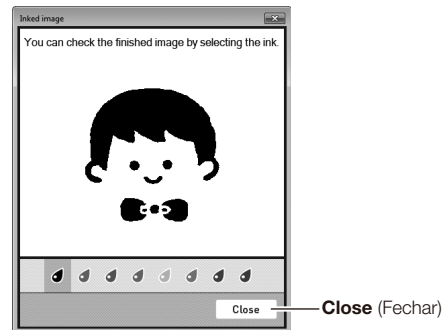 Inked image
You can check the finished image by selecting the ink.
Close
Close (Fechar)